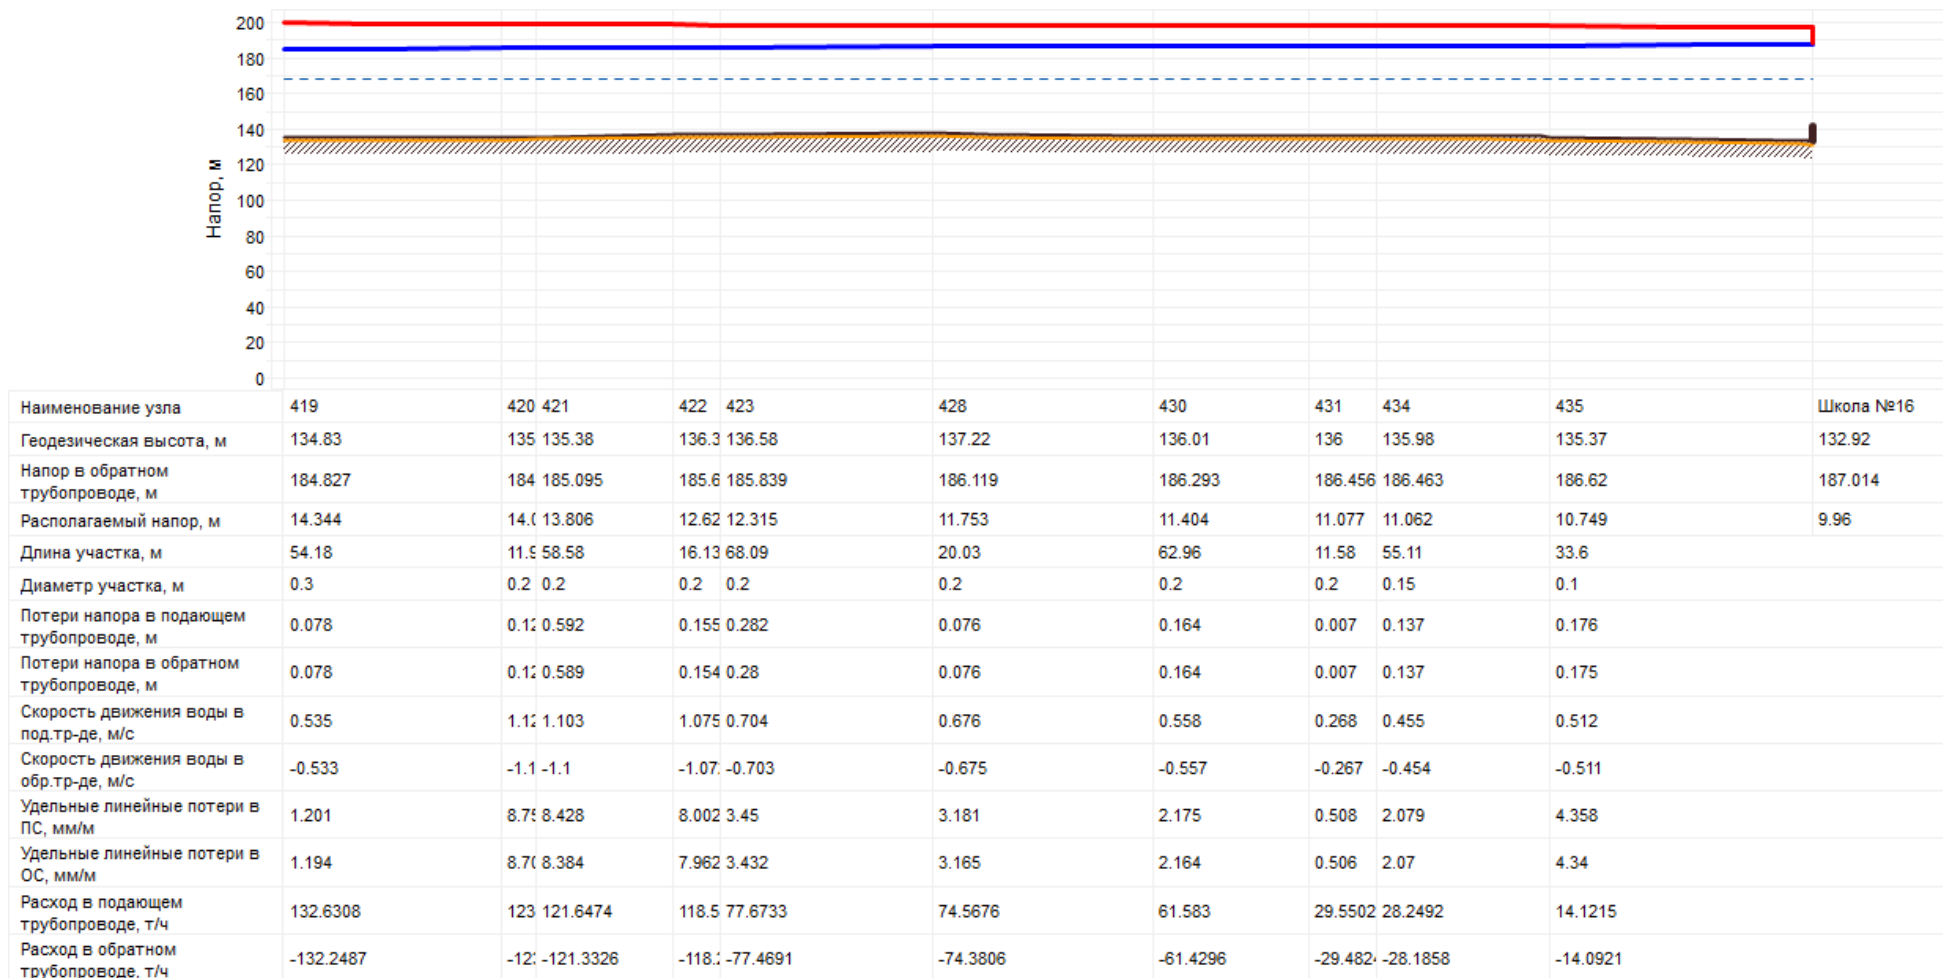 200
180
160
140
120
100
80
60
40
20
0
Напор, м
Наименование узла 419 420 421 422 423 428 430 431 434 435 Школа №16
Геодезическая высота, м 134.83 135 135.38 136.3 136.58 137.22 136.01 136 135.98 135.37 132.92
Напор в обратном
трубопроводе, м 184.827 184 185.095 185.6 185.839 186.119 186.293 186.456 186.463 186.62 187.014
Располагаемый напор, м 14.344 13.806 12.62 12.315 11.753 11.404 11.077 11.062 10.749 9.96
Длина участка, м 54.18 58.58 16.13 68.09 20.03 62.96 11.58 55.11 33.6
Диаметр участка, м 0.3 0.2 0.2 0.2 0.2 0.2 0.2 0.2 0.15 0.1
Потери напора в подающем
трубопроводе, м 0.078 0.592 0.155 0.282 0.076 0.164 0.007 0.137 0.176
Потери напора в обратном
трубопроводе, м 0.078 0.589 0.154 0.28 0.076 0.164 0.007 0.137 0.175
Скорость движения воды в
под.тр-де, м/с 0.535 1.103 1.075 0.704 0.676 0.558 0.268 0.455 0.512
Скорость движения воды в
обр.тр-де, м/с -0.533 -1.1 -1.1 -1.07 -0.703 -0.675 -0.557 -0.267 -0.454 -0.511
Удельные линейные потери в
ПС, мм/м 1.201 8.428 8.002 3.45 3.181 2.175 0.508 2.079 4.358
Удельные линейные потери в
ОС, мм/м 1.194 8.384 7.962 3.432 3.165 2.164 0.506 2.07 4.34
Расход в подающем
трубопроводе, т/ч 132.6308 123 121.6474 118.5 77.6733 74.5676 61.583 29.5502 28.2492 14.1215
Расход в обратном
трубопроводе, т/ч -132.2487 -121.3326 -77.4691 -74.3806 -61.4296 -29.482 -28.1858 -14.0921